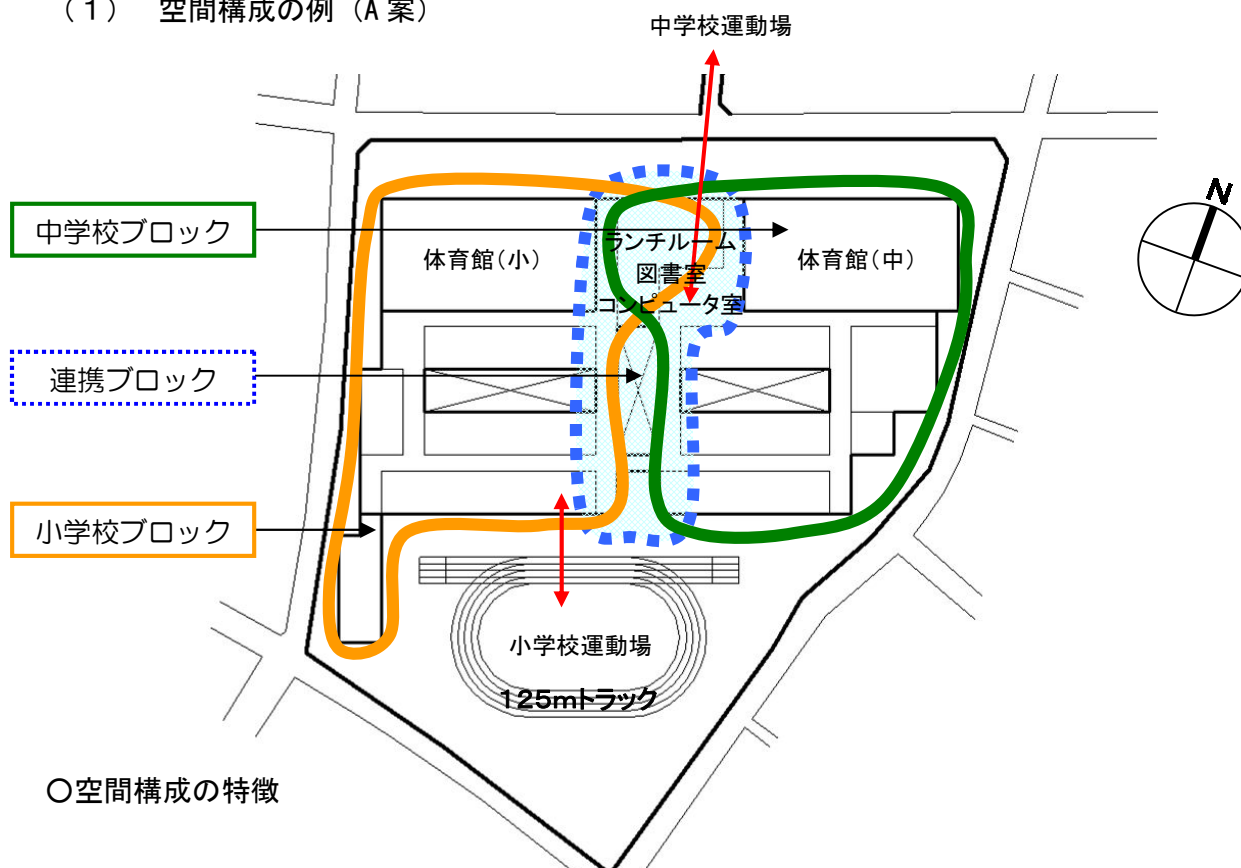 （１） 空間構成の例（A案）
中学校運動場
N
中学校ブロック
体育館（小）
ランチルーム
図書室
コンピュータ室
体育館（中）
連携ブロック
小学校ブロック
小学校運動場
125mトラック
○空間構成の特徴